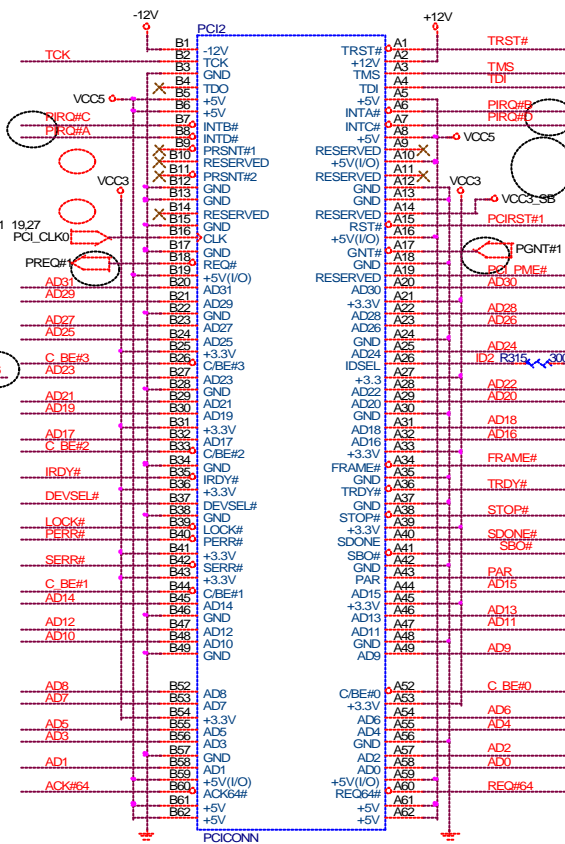 -12V PCI2 +12V
B1 -12V TRST# A1 TRST#
TCK B2 TCK +12V A2
B3 GND TMS A3 TMS
B4 TDO TDI A4 TDI
VCC5 B5 +5V +5V A5
B6 +5V INTA# A6 PIRQ#B
PIRQ#C B7 INTB# INTC# A7 PIRQ#D
PIRQ#A B8 INTD# +5V A8 VCC5
B9 PRSNT#1 RESERVED A9
B10 RESERVED +5V(I/O) A10
B11 PRSNT#2 RESERVED A11
VCC3 B12 GND GND A12 VCC3
B13 GND GND A13
B14 RESERVED RESERVED A14 VCC3_SB
1 19,27 B15 GND RST# A15 PCIRST#1
PCI_CLK0 B16 CLK +5V(I/O) A16
B17 GND GNT# A17 PGNT#1
PREQ#1 B18 REQ# GND A18
B19 +5V(I/O) RESERVED A19 PCI_PME#
AD31 B20 AD31 AD30 A20 AD30
AD29 B21 AD29 +3.3V A21
B22 GND AD28 A22 AD28
AD27 B23 AD27 AD26 A23 AD26
AD25 B24 AD25 GND A24
B25 +3.3V AD24 A25 AD24
C_BE#3 B26 C/BE#3 IDSEL A26 ID2 R315 300
AD23 B27 AD23 +3.3 A27
B28 GND AD22 A28 AD22
AD21 B29 AD21 AD20 A29 AD20
AD19 B30 AD19 GND A30
B31 +3.3V AD18 A31 AD18
AD17 B32 AD17 AD16 A32 AD16
C_BE#2 B33 C/BE#2 +3.3V A33
B34 GND FRAME# A34 FRAME#
IRDY# B35 IRDY# GND A35
B36 +3.3V TRDY# A36 TRDY#
DEVSEL# B37 DEVSEL# GND A37
B38 GND STOP# A38 STOP#
LOCK# B39 LOCK# +3.3V A39
PERR# B40 PERR# SDONE A40 SDONE#
B41 +3.3V SBO# A41 SBO#
SERR# B42 SERR# GND A42
B43 +3.3V PAR A43 PAR
C_BE#1 B44 C/BE#1 AD15 A44 AD15
AD14 B45 AD14 +3.3V A45
B46 GND AD13 A46 AD13
AD12 B47 AD12 AD11 A47 AD11
AD10 B48 AD10 GND A48
B49 GND AD9 A49 AD9
AD8 B52 AD8 C/BE#0 A52 C_BE#0
AD7 B53 AD7 +3.3V A53
B54 +3.3V AD6 A54 AD6
AD5 B55 AD5 AD4 A55 AD4
AD3 B56 AD3 GND A56
B57 GND AD2 A57 AD2
AD1 B58 AD1 AD0 A58 AD0
B59 +5V(I/O) +5V(I/O) A59
ACK#64 B60 ACK64# REQ64# A60 REQ#64
B61 +5V +5V A61
B62 +5V +5V A62
PCICONN